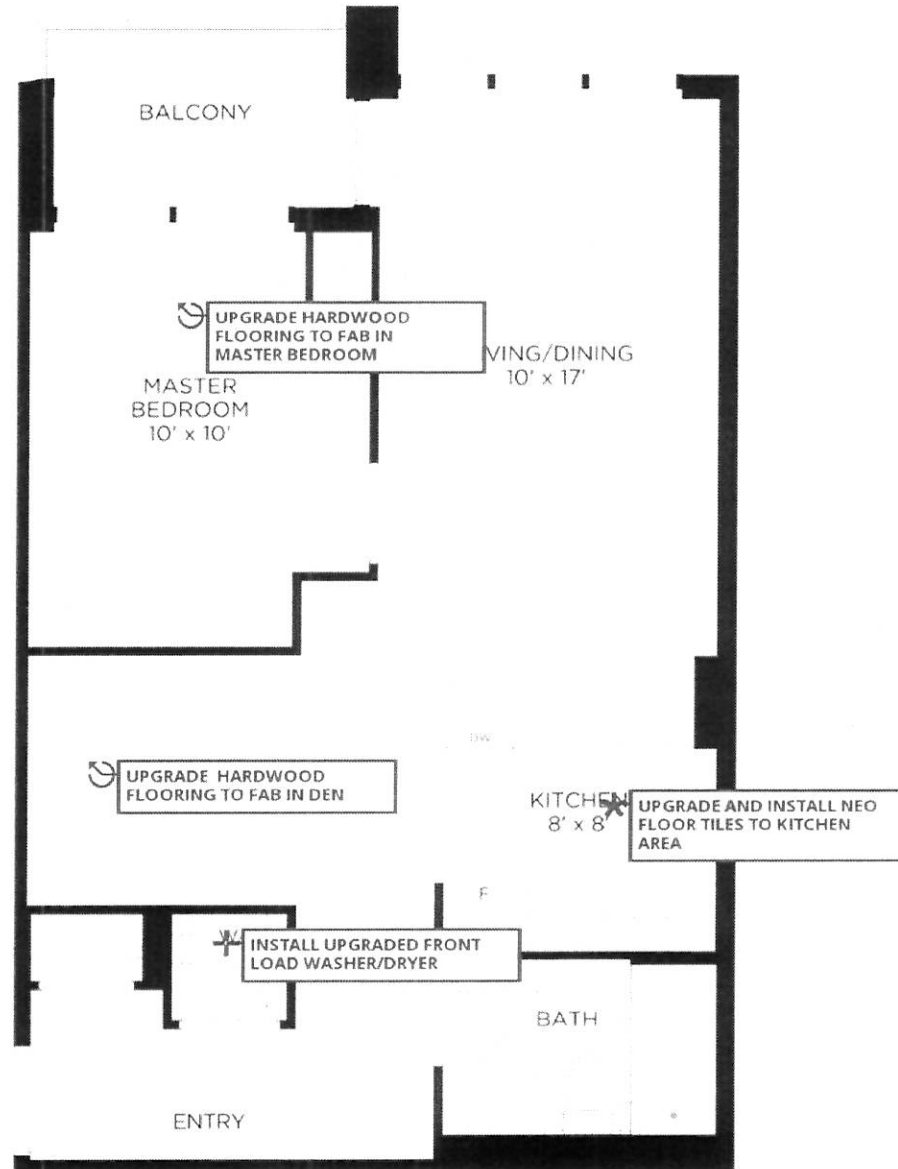 BALCONY
UPGRADE HARDWOOD
FLOORING TO FAB IN
MASTER BEDROOM
VING/DINING
10' x 17'
MASTER
BEDROOM
10' x 10'
DW
UPGRADE HARDWOOD
FLOORING TO FAB IN DEN
KITCHEN
8' x 8'
UPGRADE AND INSTALL NEO
FLOOR TILES TO KITCHEN
AREA
F
INSTALL UPGRADED FRONT
LOAD WASHER/DRYER
BATH
ENTRY